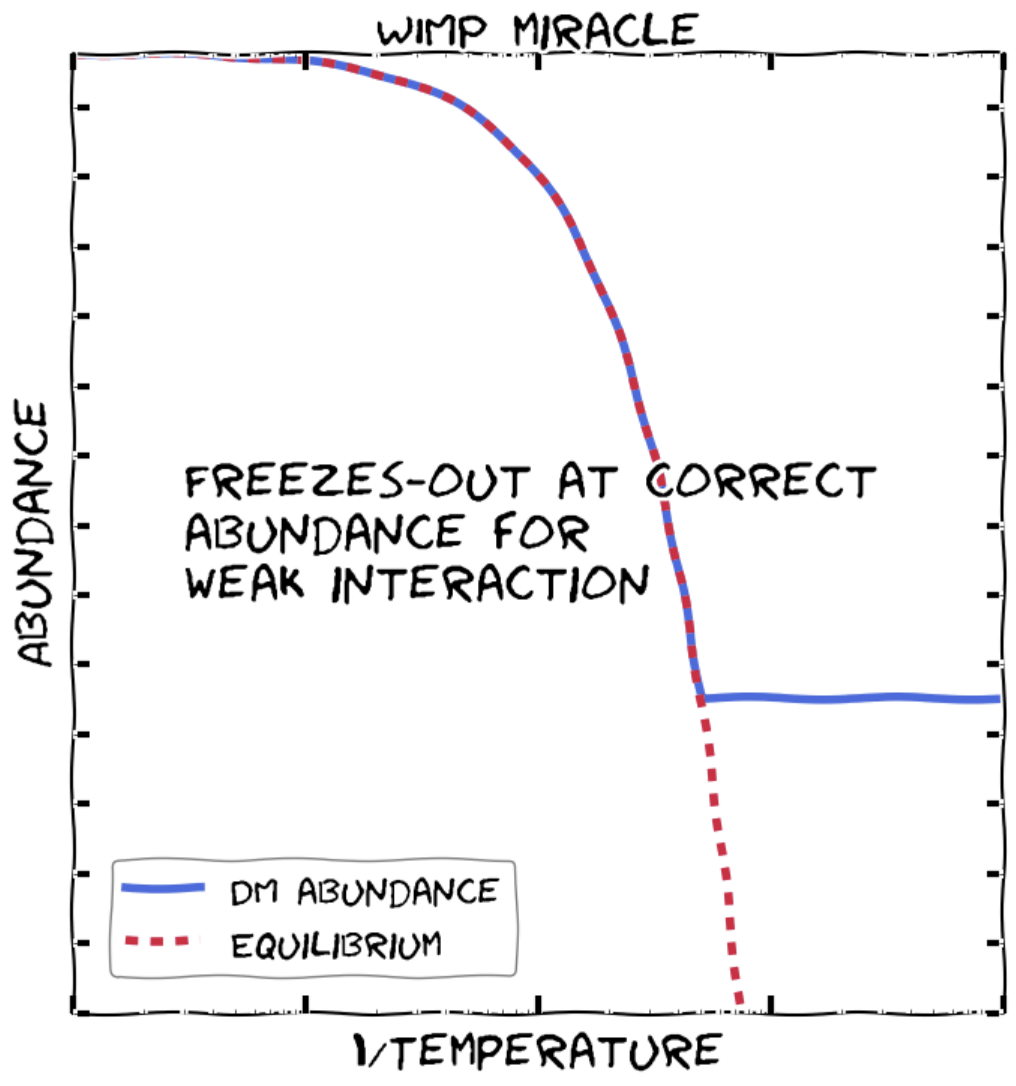 WIMP MIRACLE
ABUNDANCE
FREEZES-OUT AT CORRECT
ABUNDANCE FOR
WEAK INTERACTION
DM ABUNDANCE
EQUILIBRIUM
1/TEMPERATURE